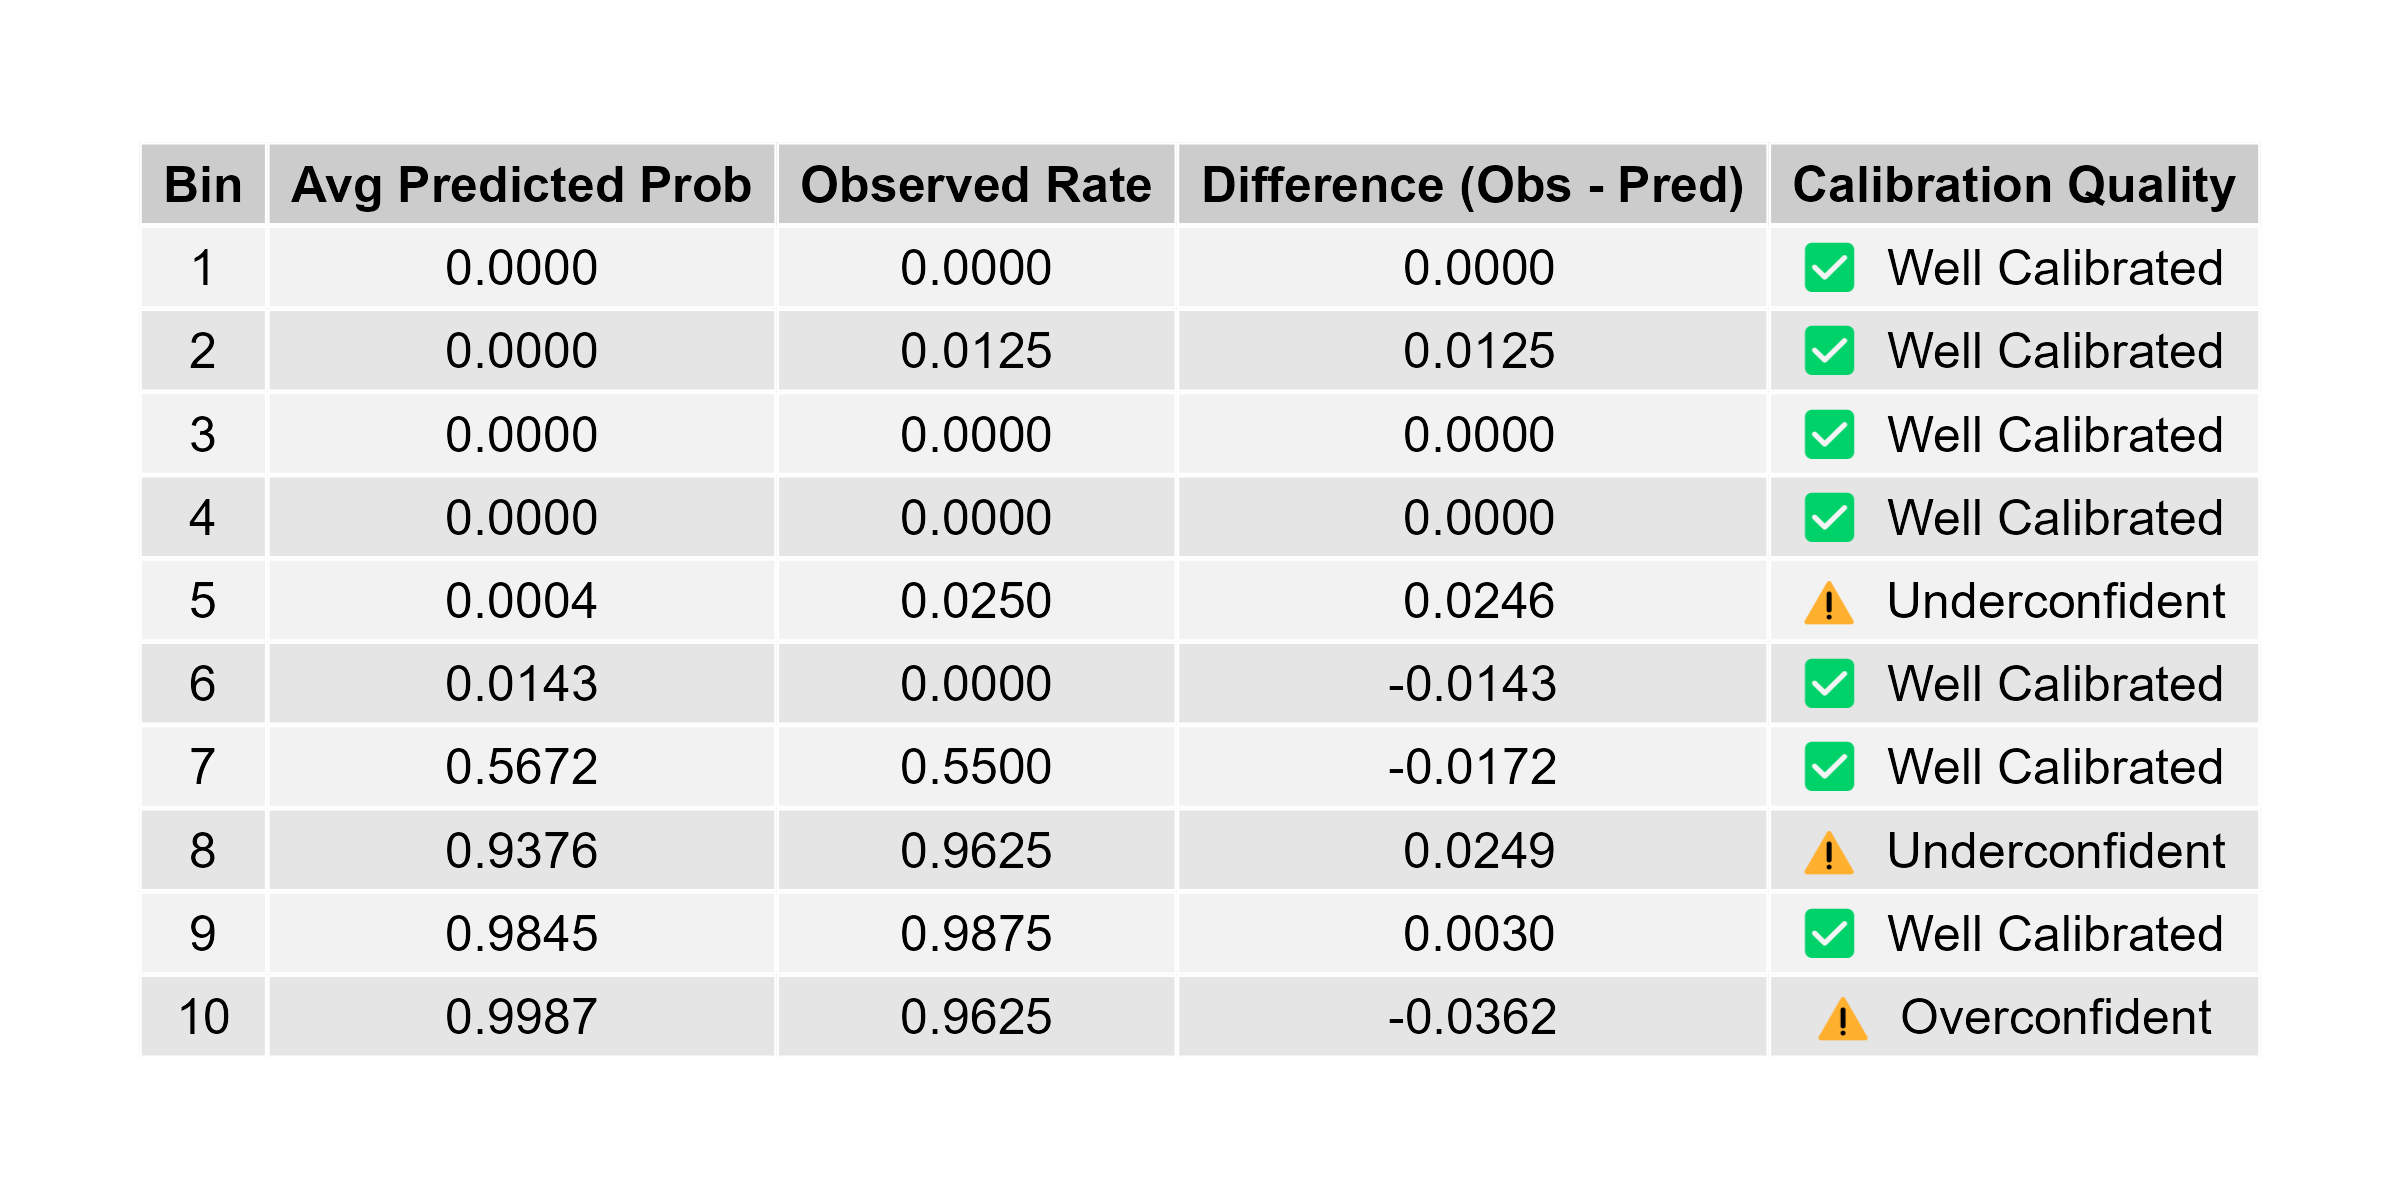 Bin Avg Predicted Prob Observed Rate Difference (Obs - Pred) Calibration Quality
1 0.0000 0.0000 0.0000 ✅ Well Calibrated
2 0.0000 0.0125 0.0125 ✅ Well Calibrated
3 0.0000 0.0000 0.0000 ✅ Well Calibrated
4 0.0000 0.0000 0.0000 ✅ Well Calibrated
5 0.0004 0.0250 0.0246 ⚠️ Underconfident
6 0.0143 0.0000 -0.0143 ✅ Well Calibrated
7 0.5672 0.5500 -0.0172 ✅ Well Calibrated
8 0.9376 0.9625 0.0249 ⚠️ Underconfident
9 0.9845 0.9875 0.0030 ✅ Well Calibrated
10 0.9987 0.9625 -0.0362 ⚠️ Overconfident